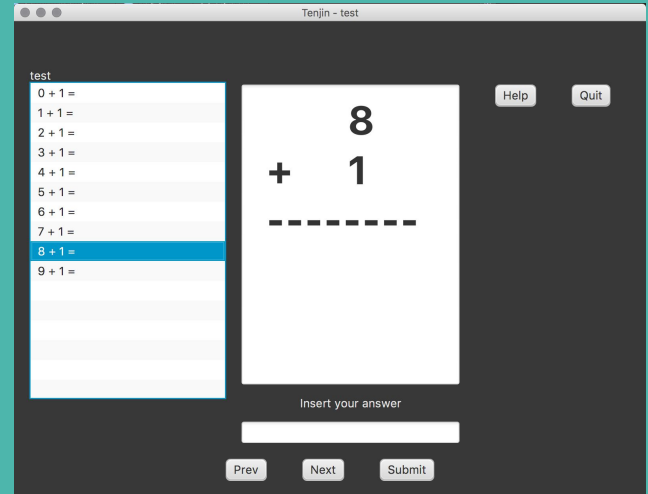 Tenjin - test
test
0 + 1 =
1 + 1 =
2 + 1 =
3 + 1 =
4 + 1 =
5 + 1 =
6 + 1 =
7 + 1 =
8 + 1 =
9 + 1 =
8
+ 1
--------
Help Quit
Insert your answer
Prev Next Submit